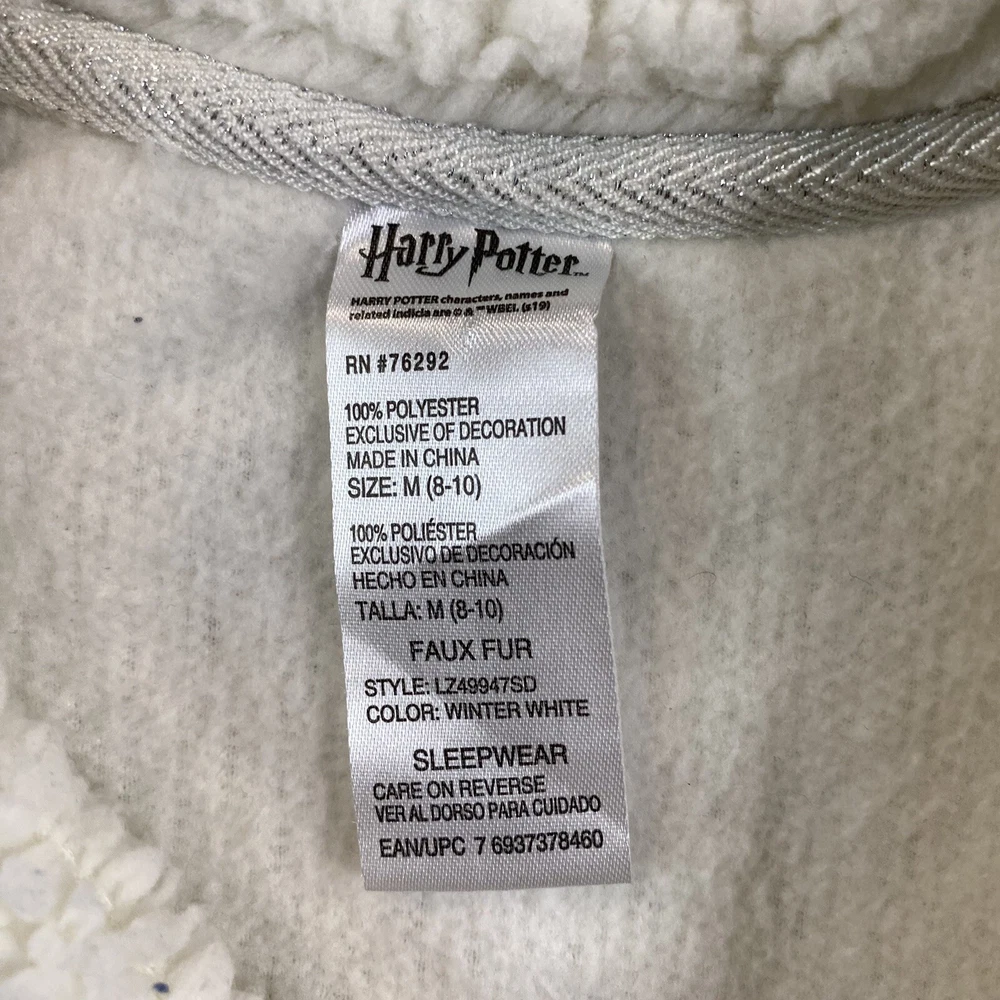 Harry Potter™
HARRY POTTER characters, names and
related indicia are © & ™ WBEI. (s19)
RN #76292
100% POLYESTER
EXCLUSIVE OF DECORATION
MADE IN CHINA
SIZE: M (8-10)
100% POLIÉSTER
EXCLUSIVO DE DECORACIÓN
HECHO EN CHINA
TALLA: M (8-10)
FAUX FUR
STYLE: LZ49947SD
COLOR: WINTER WHITE
SLEEPWEAR
CARE ON REVERSE
VER AL DORSO PARA CUIDADO
EAN/UPC 7 6937378460